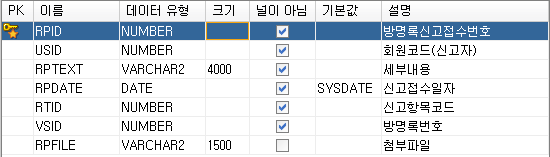 PK 이름 데이터 유형 크기 널이 아님 기본값 설명
RPID NUMBER 방명록신고접수번호
USID NUMBER 회원코드(신고자)
RPTEXT VARCHAR2 4000 세부내용
RPDATE DATE SYSDATE 신고접수일자
RTID NUMBER 신고항목코드
VSID NUMBER 방명록번호
RPFILE VARCHAR2 1500 첨부파일